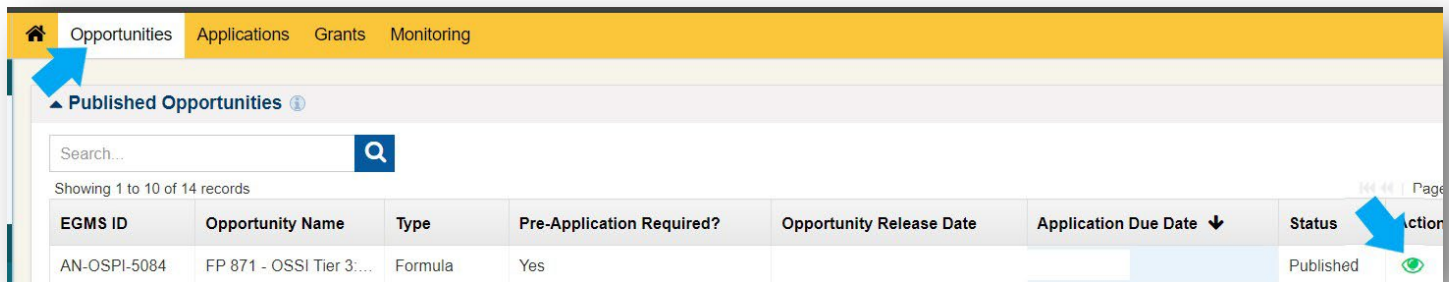 Opportunities Applications Grants Monitoring
Published Opportunities
Search...
Showing 1 to 10 of 14 records
Page
EGMS ID Opportunity Name Type Pre-Application Required? Opportunity Release Date Application Due Date Status
AN-OSPI-5084 FP 871 - OSSI Tier 3:... Formula Yes Published